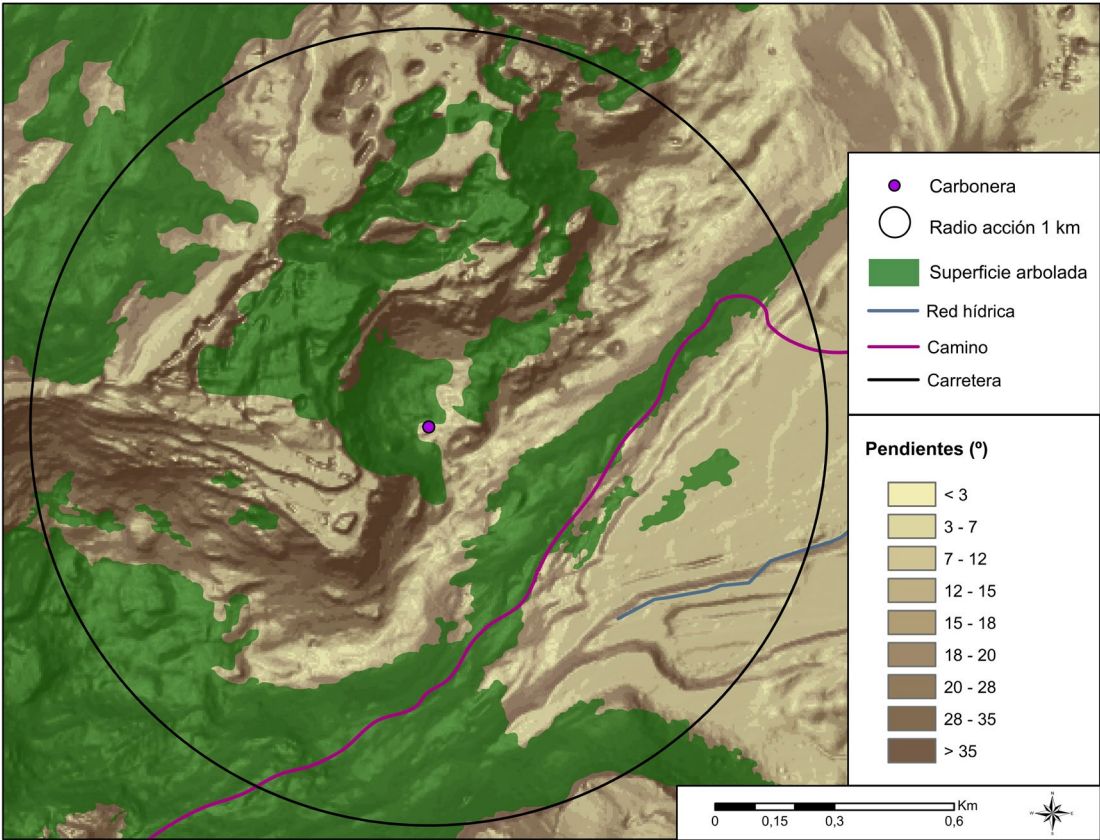 Carbonera
Radio acción 1 km
Superficie arbolada
Red hídrica
Camino
Carretera
Pendientes (º)
< 3
3 - 7
7 - 12
12 - 15
15 - 18
18 - 20
20 - 28
28 - 35
> 35
Km
0 0,15 0,3 0,6
N
W E
S